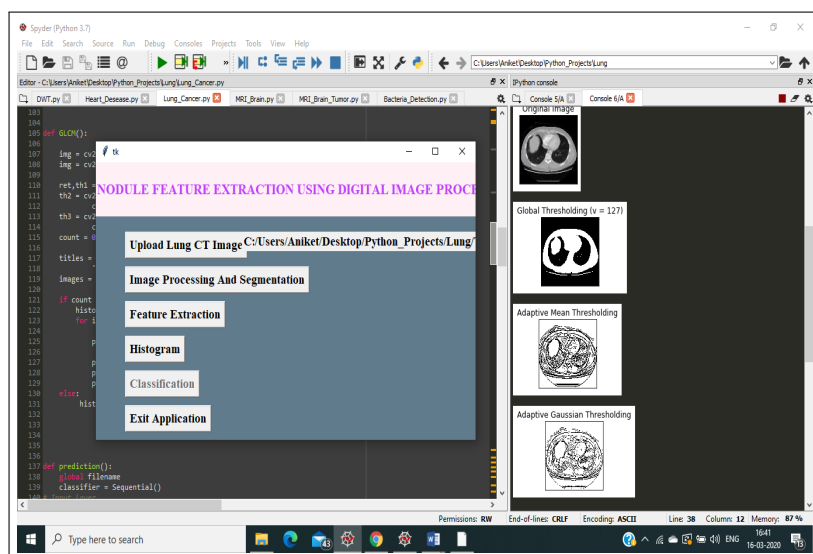 Spyder (Python 3.7)
File Edit Search Source Run Debug Consoles Projects Tools View Help
C:\Users\Aniket\Desktop\Python_Projects\Lung
Editor - C:\Users\Aniket\Desktop\Python_Projects\Lung\Lung_Cancer.py
IPython console
DWT.py Heart_Desease.py Lung_Cancer.py MRI_Brain.py MRI_Brain_Tumor.py Bacteria_Detection.py
Console 5/A Console 6/A
103
104
105 def GLCM():
106
107 img = cv2
108 img = cv2
109
110 ret,th1 =
111 th2 = cv2
112 c
113 th3 = cv2
114 c
115 count = 0
116
117 titles =
118
119 images =
120
121 if count
122 histo
123 for i
124
125 p
126
127 p
128 p
129 p
130 else:
131 hist
132
133
134
135
136
137 def prediction():
138 global filename
139 classifier = Sequential()
140 # Input layer
tk
NODULE FEATURE EXTRACTION USING DIGITAL IMAGE PROCE
Upload Lung CT Image C:/Users/Aniket/Desktop/Python_Projects/Lung/
Image Processing And Segmentation
Feature Extraction
Histogram
Classification
Exit Application
Original Image
Global Thresholding (v = 127)
Adaptive Mean Thresholding
Adaptive Gaussian Thresholding
Permissions: RW End-of-lines: CRLF Encoding: ASCII Line: 38 Column: 12 Memory: 87 %
Type here to search
43
ENG
16:41
16-03-2020
13